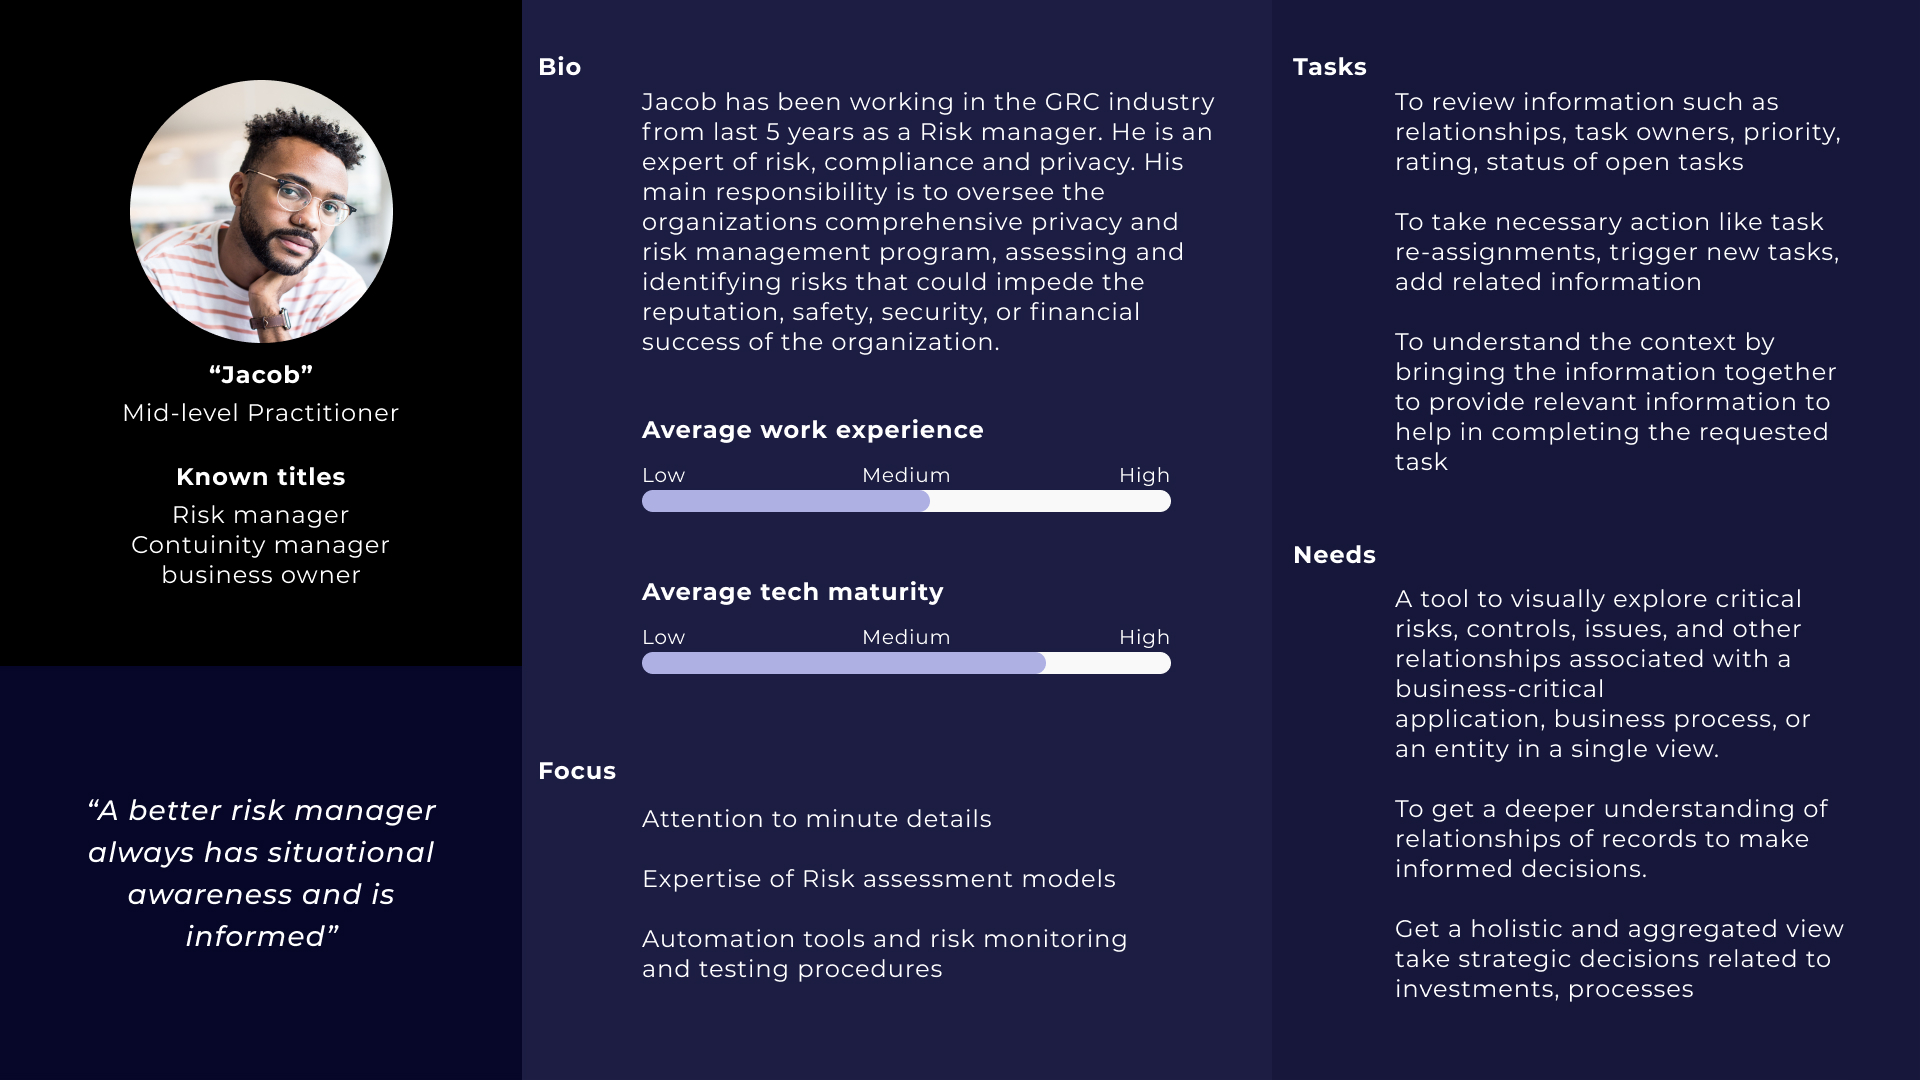 “Jacob”
Mid-level Practitioner
Known titles
Risk manager
Contuinity manager
business owner
“A better risk manager
always has situational
awareness and is
informed”
Bio
Jacob has been working in the GRC industry
from last 5 years as a Risk manager. He is an
expert of risk, compliance and privacy. His
main responsibility is to oversee the
organizations comprehensive privacy and
risk management program, assessing and
identifying risks that could impede the
reputation, safety, security, or financial
success of the organization.
Average work experience
Low Medium High
Average tech maturity
Low Medium High
Focus
Attention to minute details
Expertise of Risk assessment models
Automation tools and risk monitoring
and testing procedures
Tasks
To review information such as
relationships, task owners, priority,
rating, status of open tasks
To take necessary action like task
re-assignments, trigger new tasks,
add related information
To understand the context by
bringing the information together
to provide relevant information to
help in completing the requested
task
Needs
A tool to visually explore critical
risks, controls, issues, and other
relationships associated with a
business-critical
application, business process, or
an entity in a single view.
To get a deeper understanding of
relationships of records to make
informed decisions.
Get a holistic and aggregated view
take strategic decisions related to
investments, processes